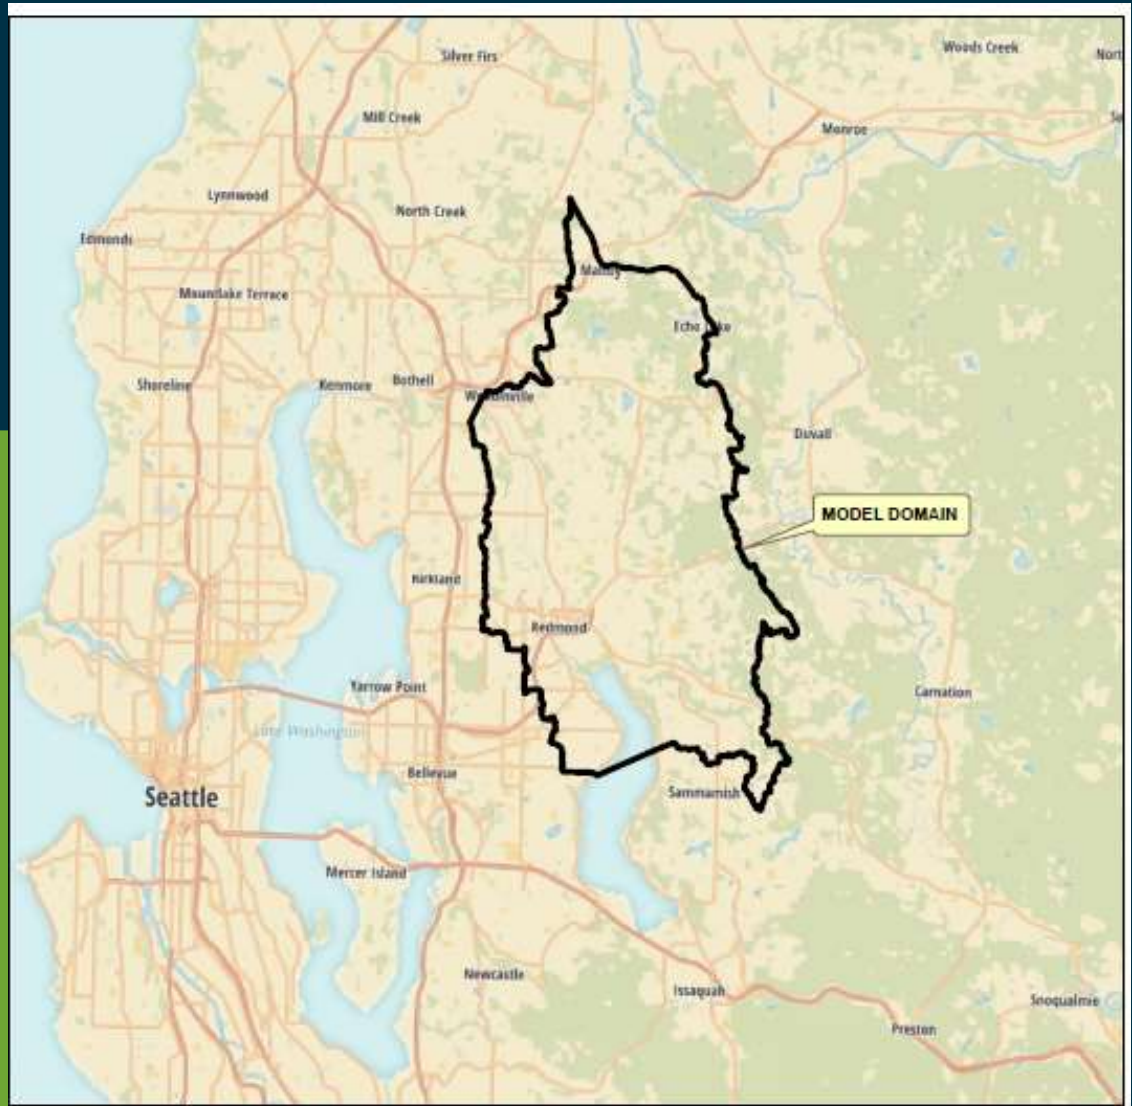 Silver Firs
Woods Creek
Nort
Mill Creek
Monroe
Lynnwood
North Creek
Edmonds
Maltby
Mountlake Terrace
Echo Lake
Shoreline
Kenmore
Bothell
Woodinville
Duvall
MODEL DOMAIN
Kirkland
Redmond
Yarrow Point
Carnation
Lake Washington
Bellevue
Seattle
Sammamish
Mercer Island
Newcastle
Issaquah
Snoqualmie
Preston